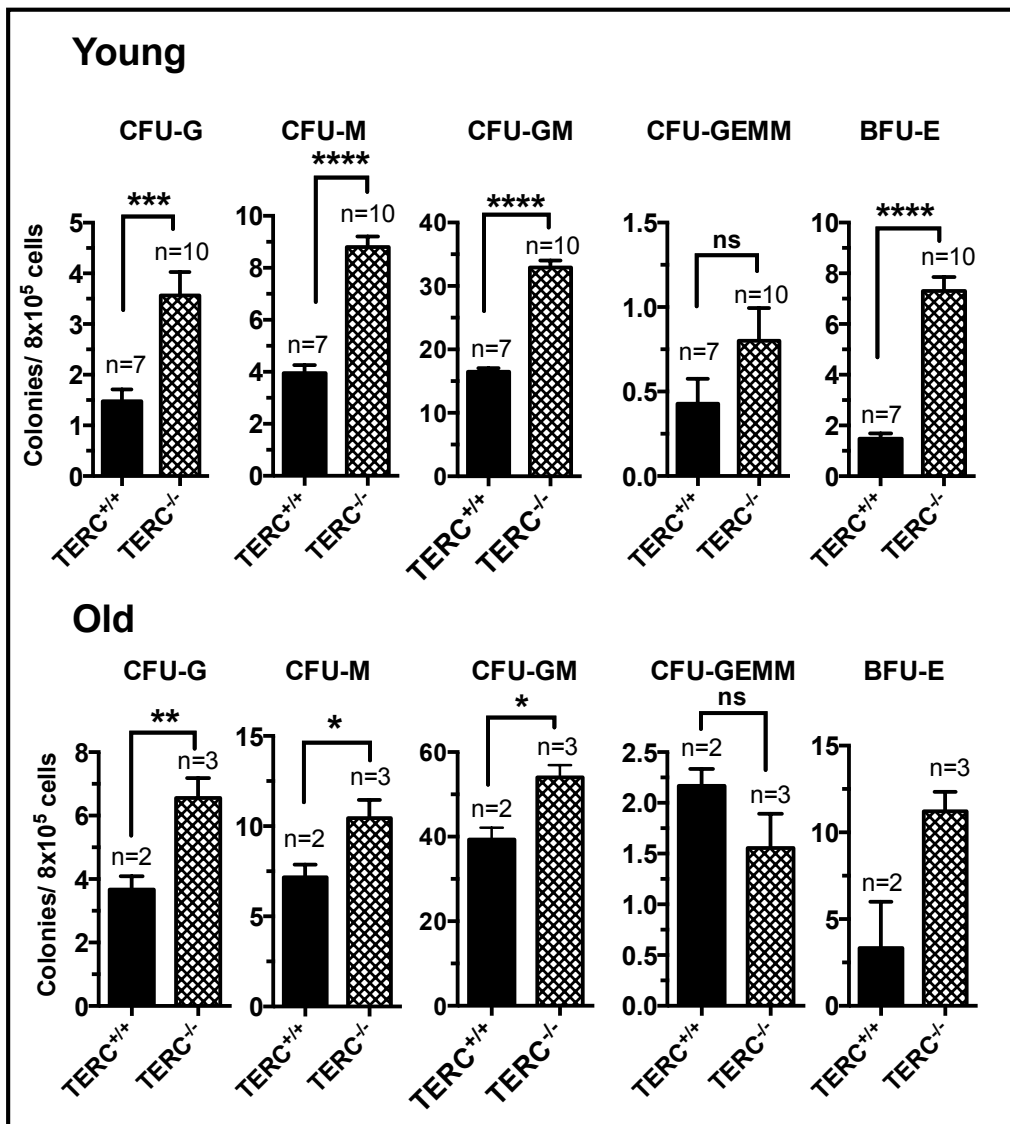 Young
CFU-G CFU-M CFU-GM CFU-GEMM BFU-E
*** **** **** ns ****
Colonies/ 8x10⁵ cells
5 4 3 2 1 0
n=7 n=10
TERC+/+ TERC-/-
10 8 6 4 2 0
n=7 n=10
TERC+/+ TERC-/-
40 30 20 10 0
n=7 n=10
TERC+/+ TERC-/-
1.5 1.0 0.5 0.0
n=7 n=10
TERC+/+ TERC-/-
10 8 6 4 2 0
n=7 n=10
TERC+/+ TERC-/-
Old
CFU-G CFU-M CFU-GM CFU-GEMM BFU-E
** * * ns
Colonies/ 8x10⁵ cells
8 6 4 2 0
n=2 n=3
TERC+/+ TERC-/-
15 10 5 0
n=2 n=3
TERC+/+ TERC-/-
60 40 20 0
n=2 n=3
TERC+/+ TERC-/-
2.5 2.0 1.5 1.0 0.5 0.0
n=2 n=3
TERC+/+ TERC-/-
15 10 5 0
n=2 n=3
TERC+/+ TERC-/-